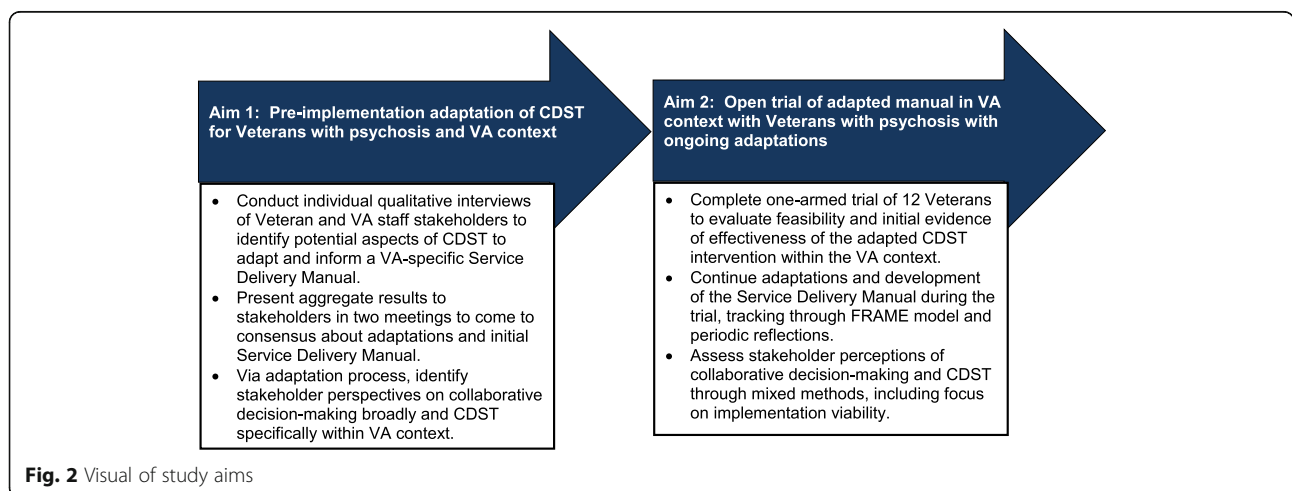 Aim 1:  Pre-implementation adaptation of CDST
for Veterans with psychosis and VA context
• Conduct individual qualitative interviews
of Veteran and VA staff stakeholders to
identify potential aspects of CDST to
adapt and inform a VA-specific Service
Delivery Manual.
• Present aggregate results to
stakeholders in two meetings to come to
consensus about adaptations and initial
Service Delivery Manual.
• Via adaptation process, identify
stakeholder perspectives on collaborative
decision-making broadly and CDST
specifically within VA context.
Aim 2:  Open trial of adapted manual in VA
context with Veterans with psychosis with
ongoing adaptations
• Complete one-armed trial of 12 Veterans
to evaluate feasibility and initial evidence
of effectiveness of the adapted CDST
intervention within the VA context.
• Continue adaptations and development
of the Service Delivery Manual during the
trial, tracking through FRAME model and
periodic reflections.
• Assess stakeholder perceptions of
collaborative decision-making and CDST
through mixed methods, including focus
on implementation viability.
Fig. 2 Visual of study aims